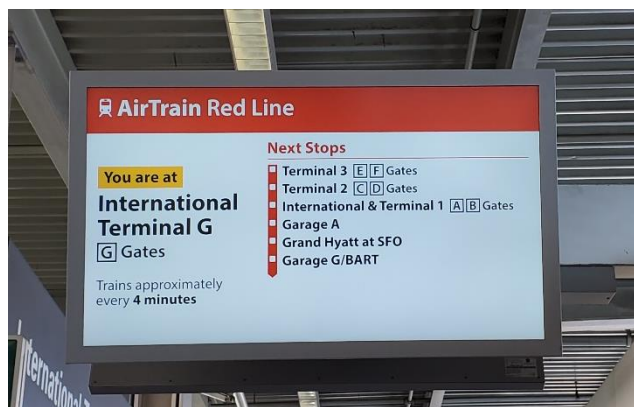 AirTrain Red Line
You are at
International
Terminal G
G Gates
Trains approximately
every 4 minutes
Next Stops
Terminal 3 E F Gates
Terminal 2 C D Gates
International & Terminal 1 A B Gates
Garage A
Grand Hyatt at SFO
Garage G/BART
International